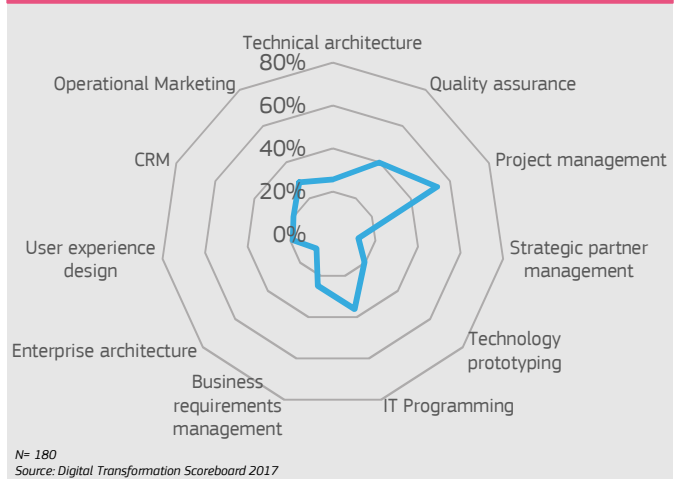 Technical architecture
80%
Operational Marketing
Quality assurance
60%
40%
CRM
Project management
20%
0%
User experience
design
Strategic partner
management
Technology
prototyping
Enterprise architecture
Business
requirements
management
IT Programming
N= 180
Source: Digital Transformation Scoreboard 2017